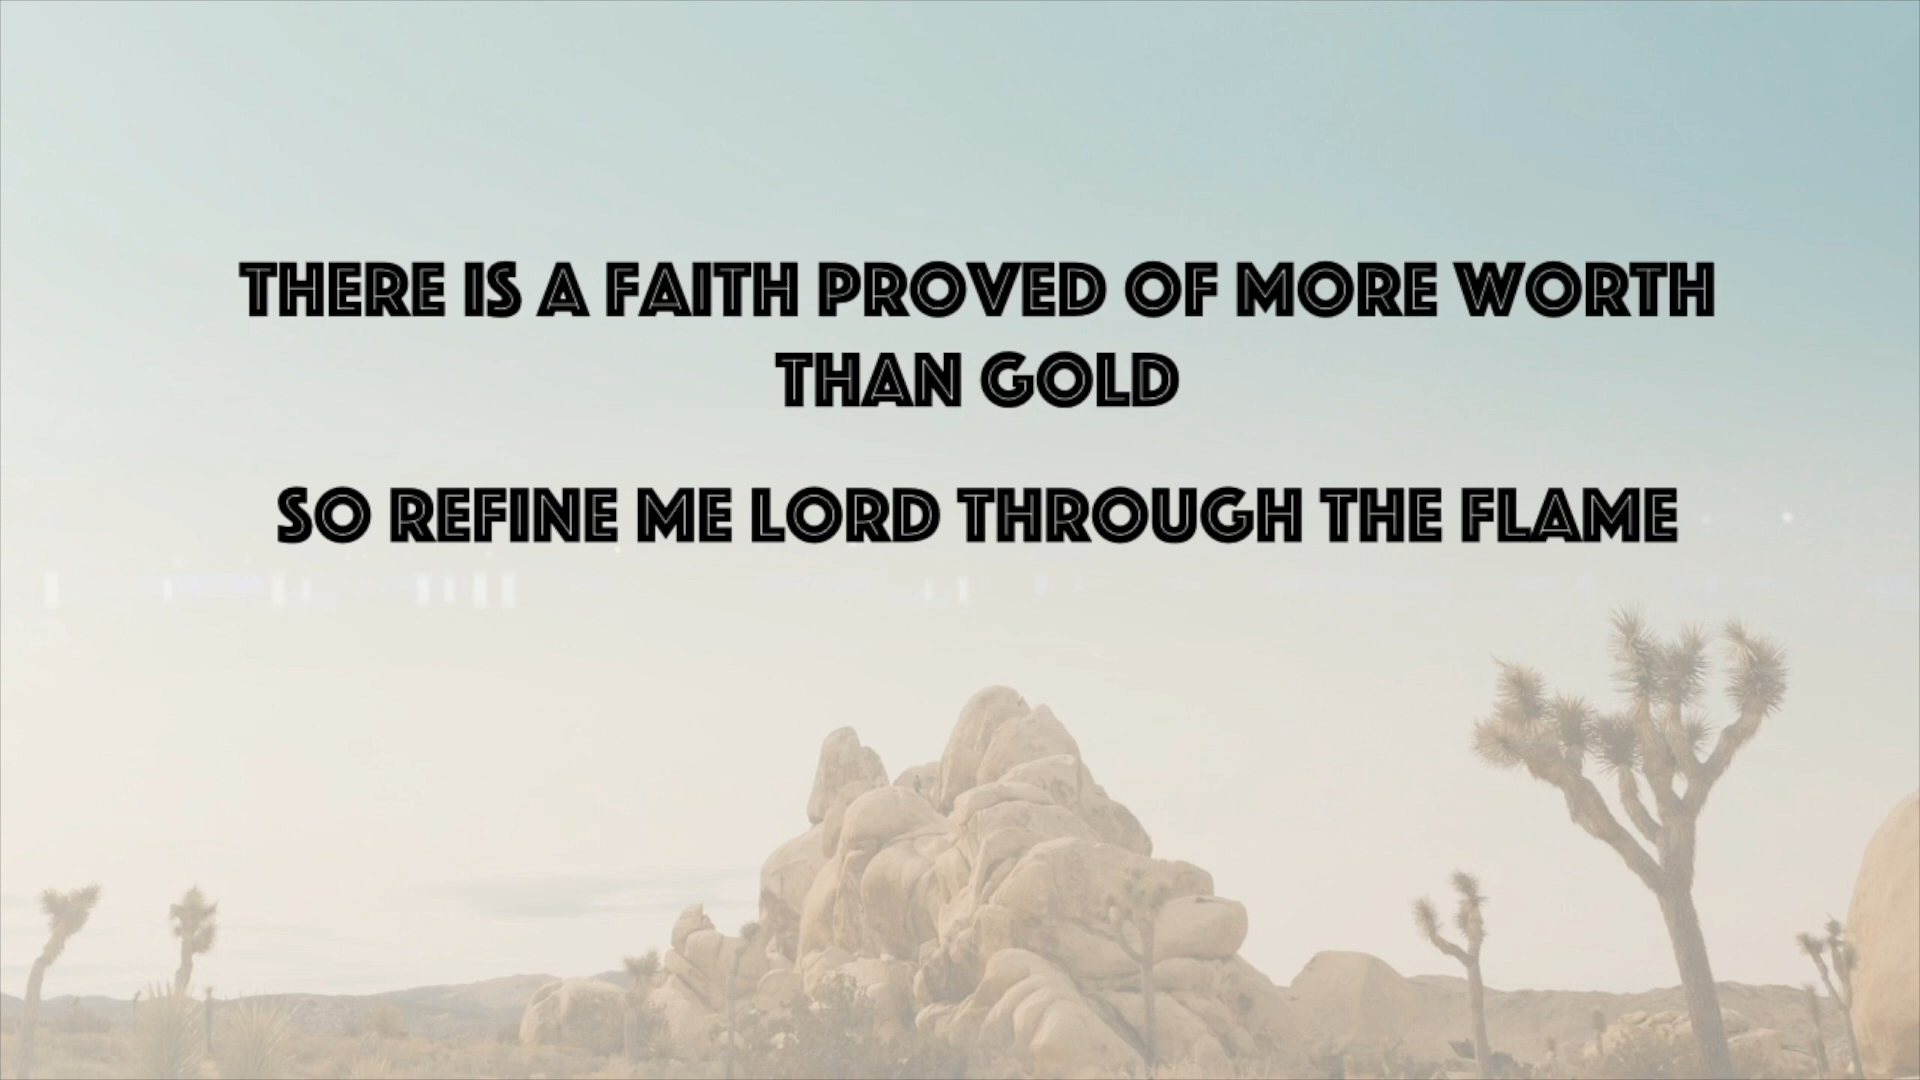 THERE IS A FAITH PROVED OF MORE WORTH
THAN GOLD
SO REFINE ME LORD THROUGH THE FLAME